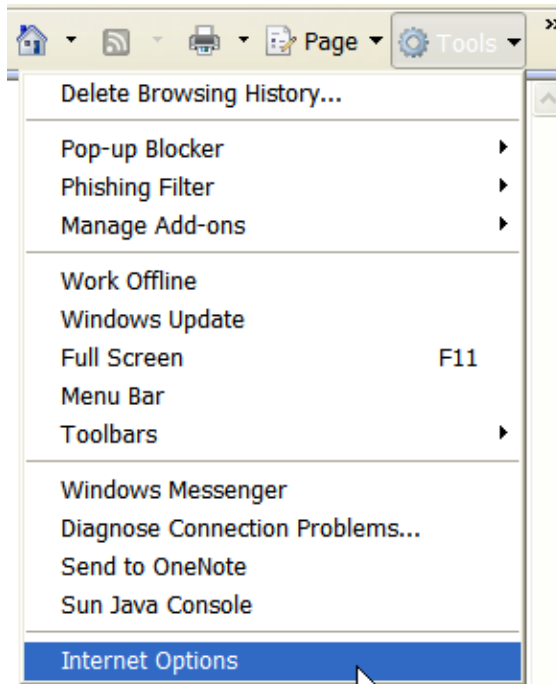 Page Tools
Delete Browsing History...
Pop-up Blocker
Phishing Filter
Manage Add-ons
Work Offline
Windows Update
Full Screen F11
Menu Bar
Toolbars
Windows Messenger
Diagnose Connection Problems...
Send to OneNote
Sun Java Console
Internet Options